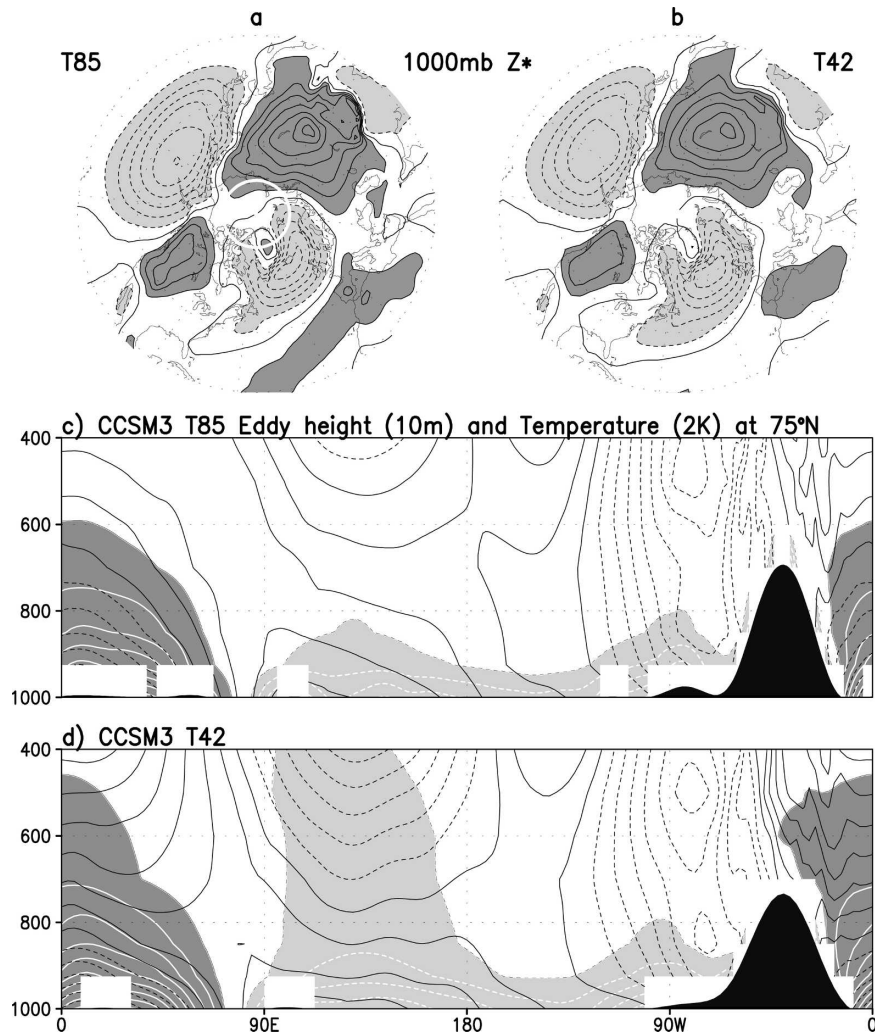 a
b
T85
1000mb Z*
T42
c) CCSM3 T85 Eddy height (10m) and Temperature (2K) at 75°N
400
600
800
1000
d) CCSM3 T42
400
600
800
1000
0
90E
180
90W
0